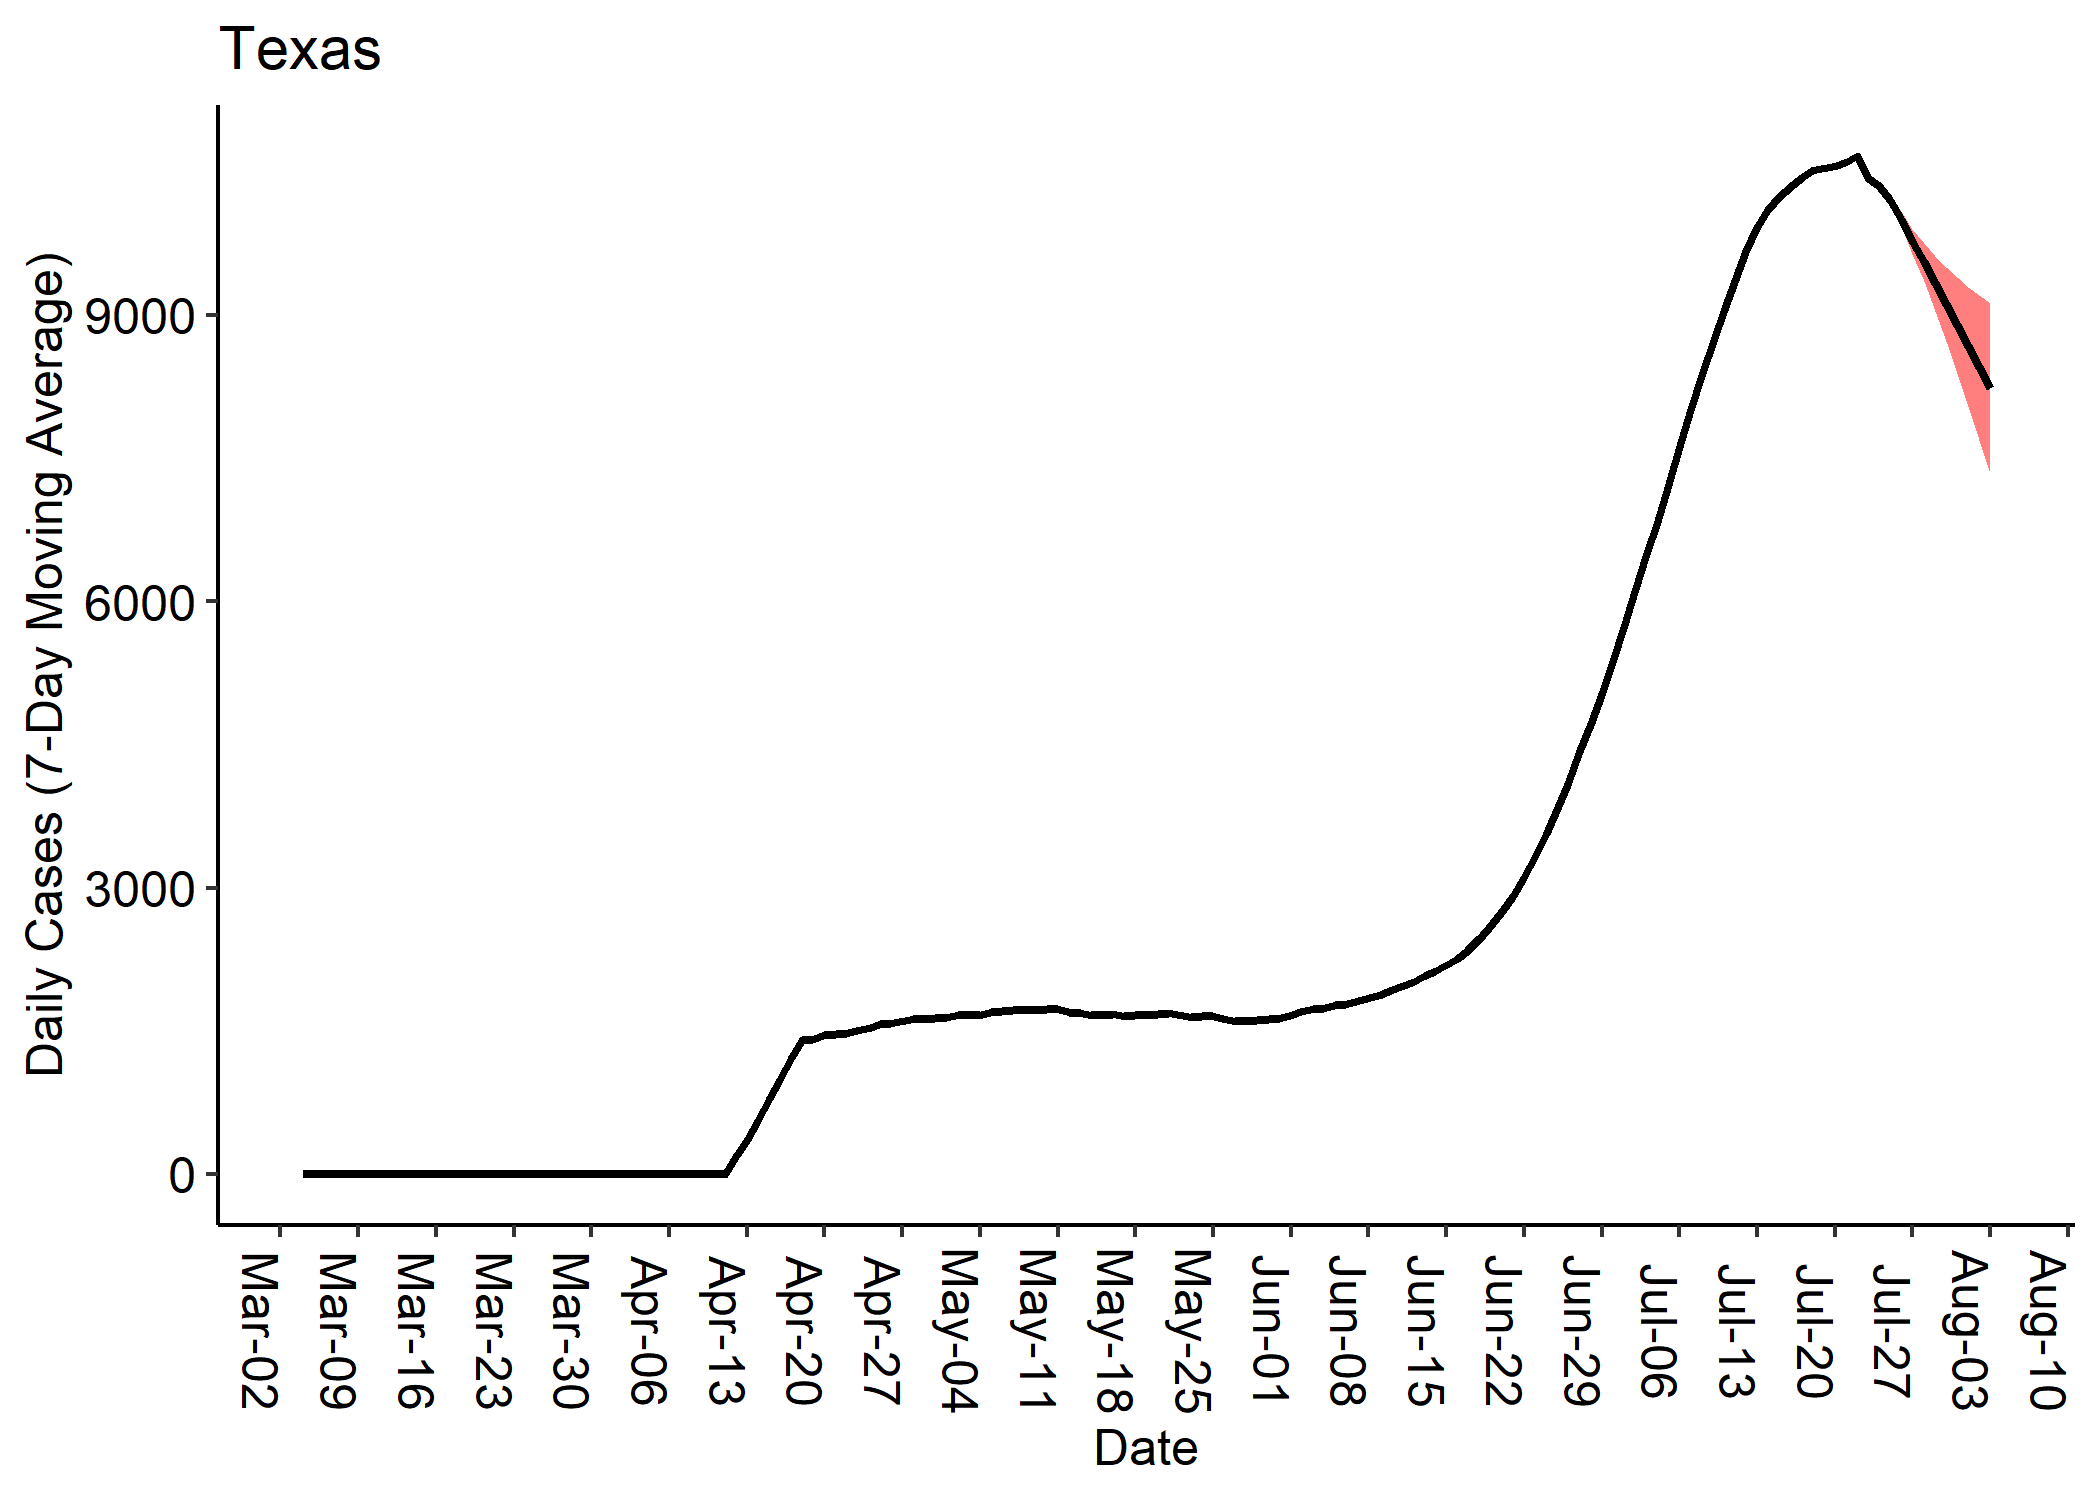 Texas
Daily Cases (7-Day Moving Average)
9000
6000
3000
0
Mar-02
Mar-09
Mar-16
Mar-23
Mar-30
Apr-06
Apr-13
Apr-20
Apr-27
May-04
May-11
May-18
May-25
Jun-01
Jun-08
Jun-15
Jun-22
Jun-29
Jul-06
Jul-13
Jul-20
Jul-27
Aug-03
Aug-10
Date